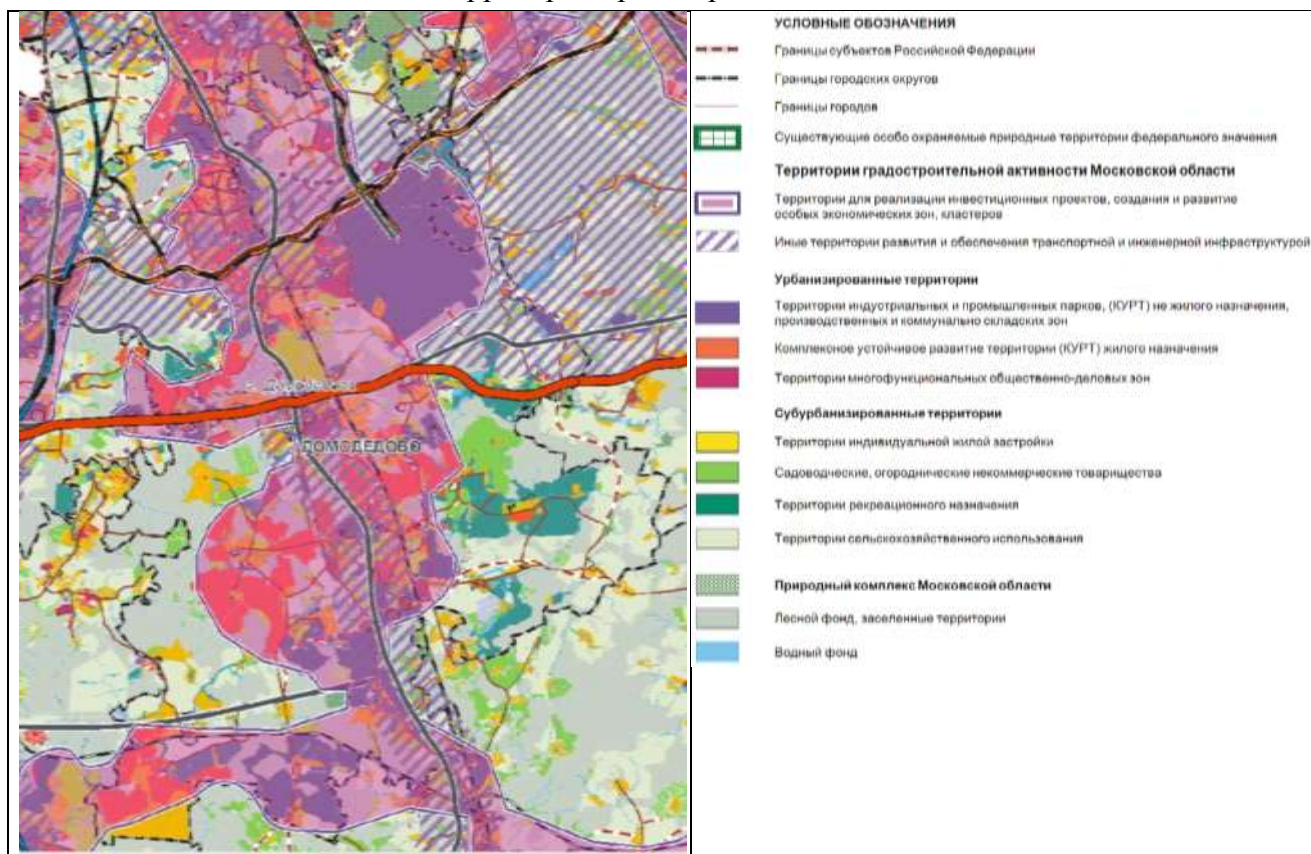 УСЛОВНЫЕ ОБОЗНАЧЕНИЯ
Границы субъектов Российской Федерации
Границы городских округов
Границы городов
Существующие особо охраняемые природные территории федерального значения
Территории градостроительной активности Московской области
Территории для реализации инвестиционных проектов, создания и развитие
особых экономических зон, кластеров
Иные территории развития и обеспечения транспортной и инженерной инфраструктурой
Урбанизированные территории
Территории индустриальных и промышленных парков, (КУРТ) не жилого назначения,
производственных и коммунально складских зон
Комплексное устойчивое развитие территории (КУРТ) жилого назначения
Территории многофункциональных общественно-деловых зон
Субурбанизированные территории
Территории индивидуальной жилой застройки
Садоводческие, огороднические некоммерческие товарищества
Территории рекреационного назначения
Территории сельскохозяйственного использования
Природный комплекс Московской области
Лесной фонд, заселенные территории
Водный фонд
ДОМОДЕДОВО